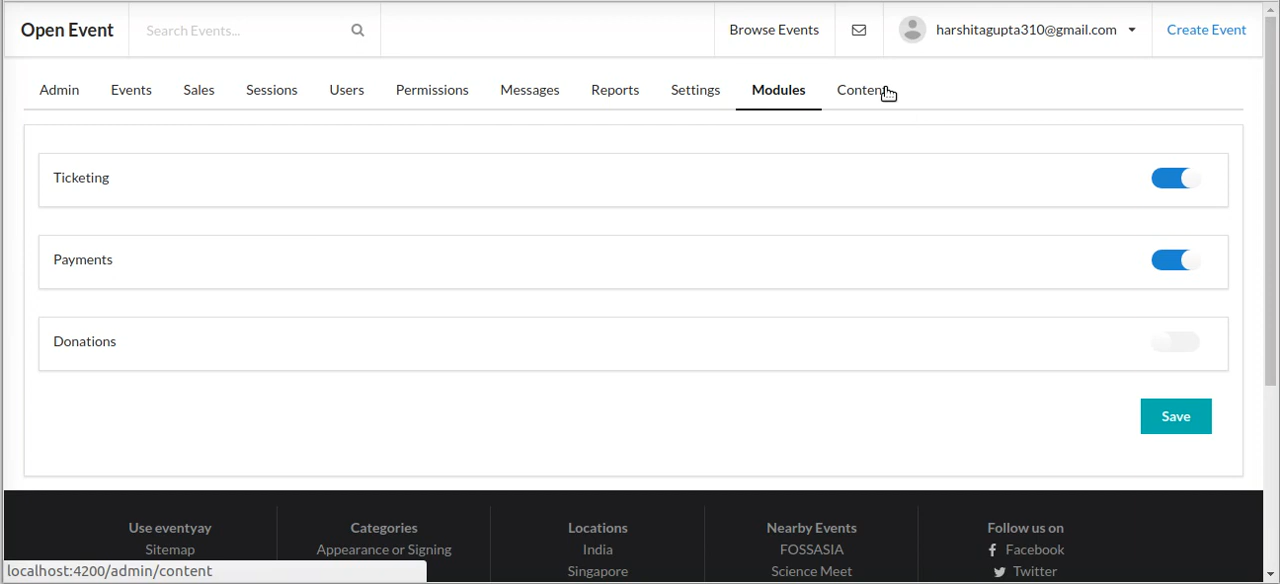 Open Event
Search Events...
Browse Events
harshitagupta310@gmail.com
Create Event
Admin Events Sales Sessions Users Permissions Messages Reports Settings Modules Content
Ticketing
Payments
Donations
Save
Use eventyay Categories Locations Nearby Events Follow us on
Sitemap Appearance or Signing India FOSSASIA Facebook
Singapore Science Meet Twitter
localhost:4200/admin/content